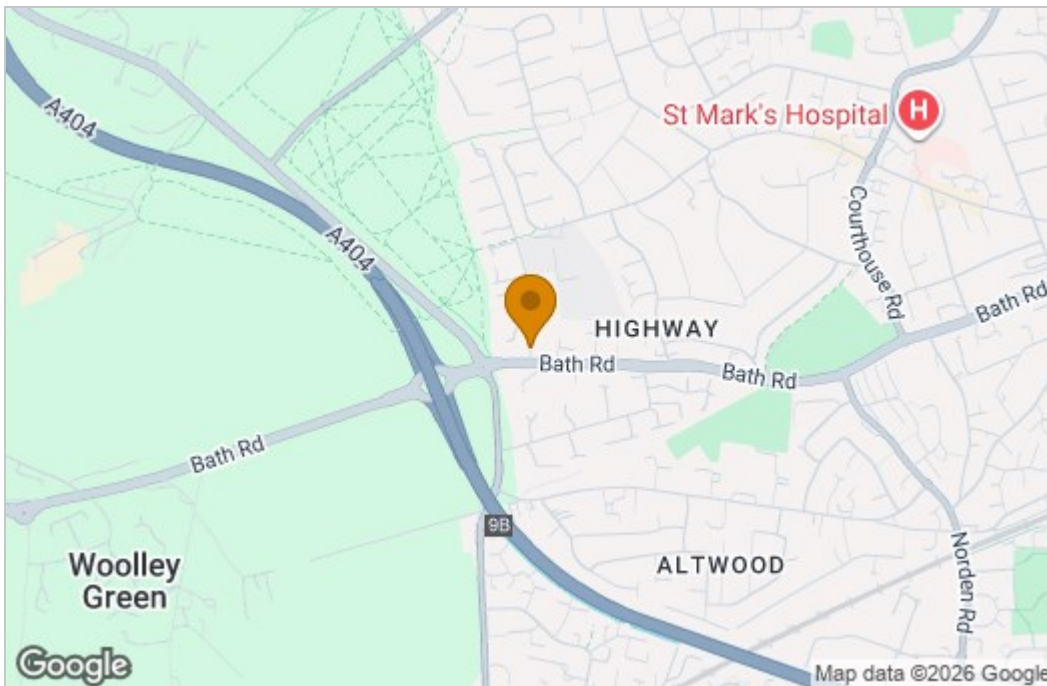 A404
St Mark's Hospital
H
A404
Courthouse Rd
Bath Rd
HIGHWAY
Bath Rd
Bath Rd
Bath Rd
9B
Woolley
Green
ALTWOOD
Norden Rd
Google
Map data ©2026 Google